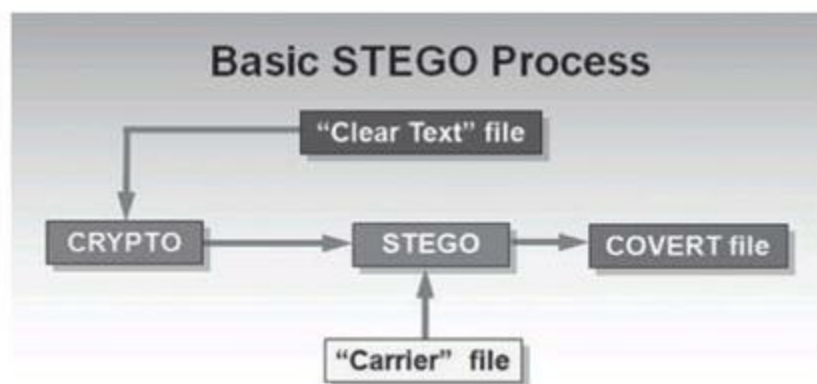 Basic STEGO Process
“Clear Text” file
CRYPTO
STEGO
COVERT file
“Carrier” file